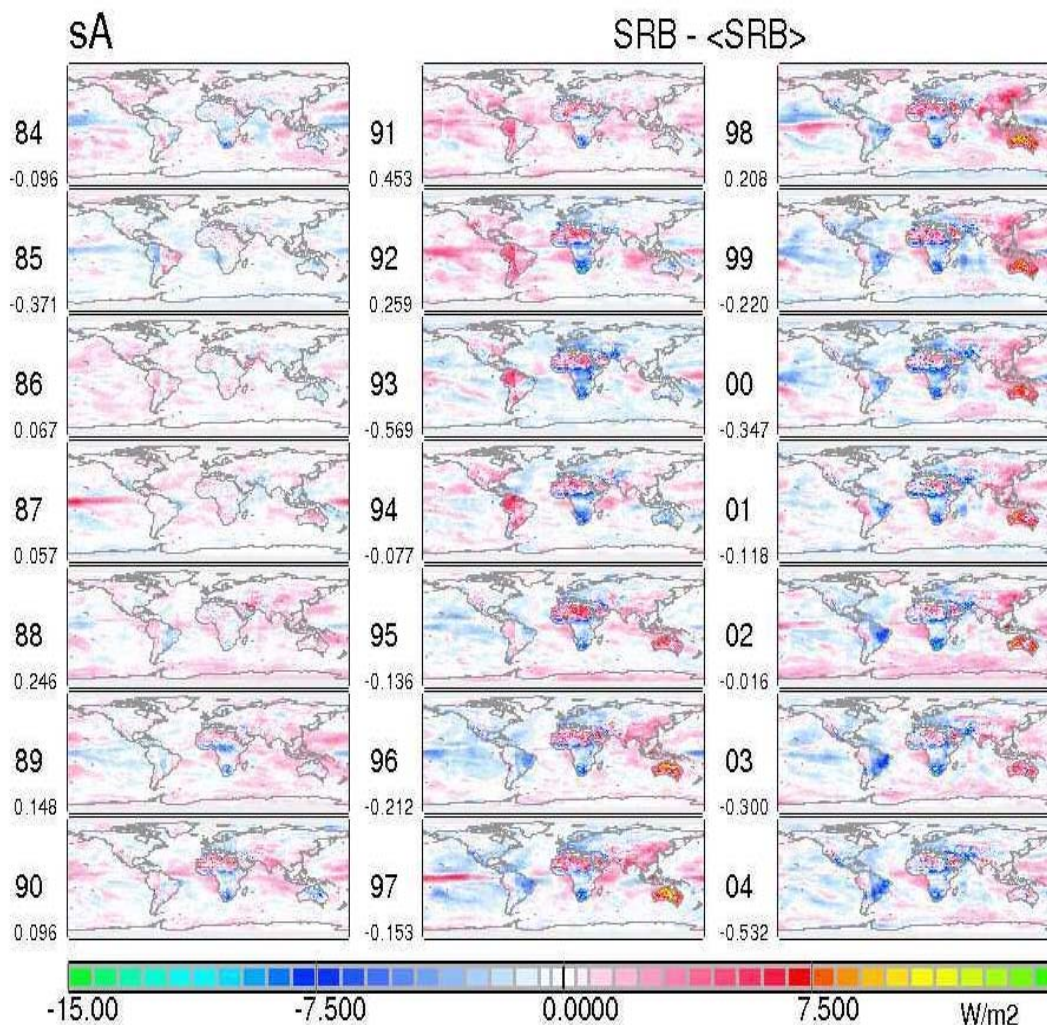 sA SRB - <SRB>
84 91 98
-0.096 0.453 0.208
85 92 99
-0.371 0.259 -0.220
86 93 00
0.067 -0.569 -0.347
87 94 01
0.057 -0.077 -0.118
88 95 02
0.246 -0.136 -0.016
89 96 03
0.148 -0.212 -0.300
90 97 04
0.096 -0.153 -0.532
-15.00 -7.500 0.0000 7.500 W/m2